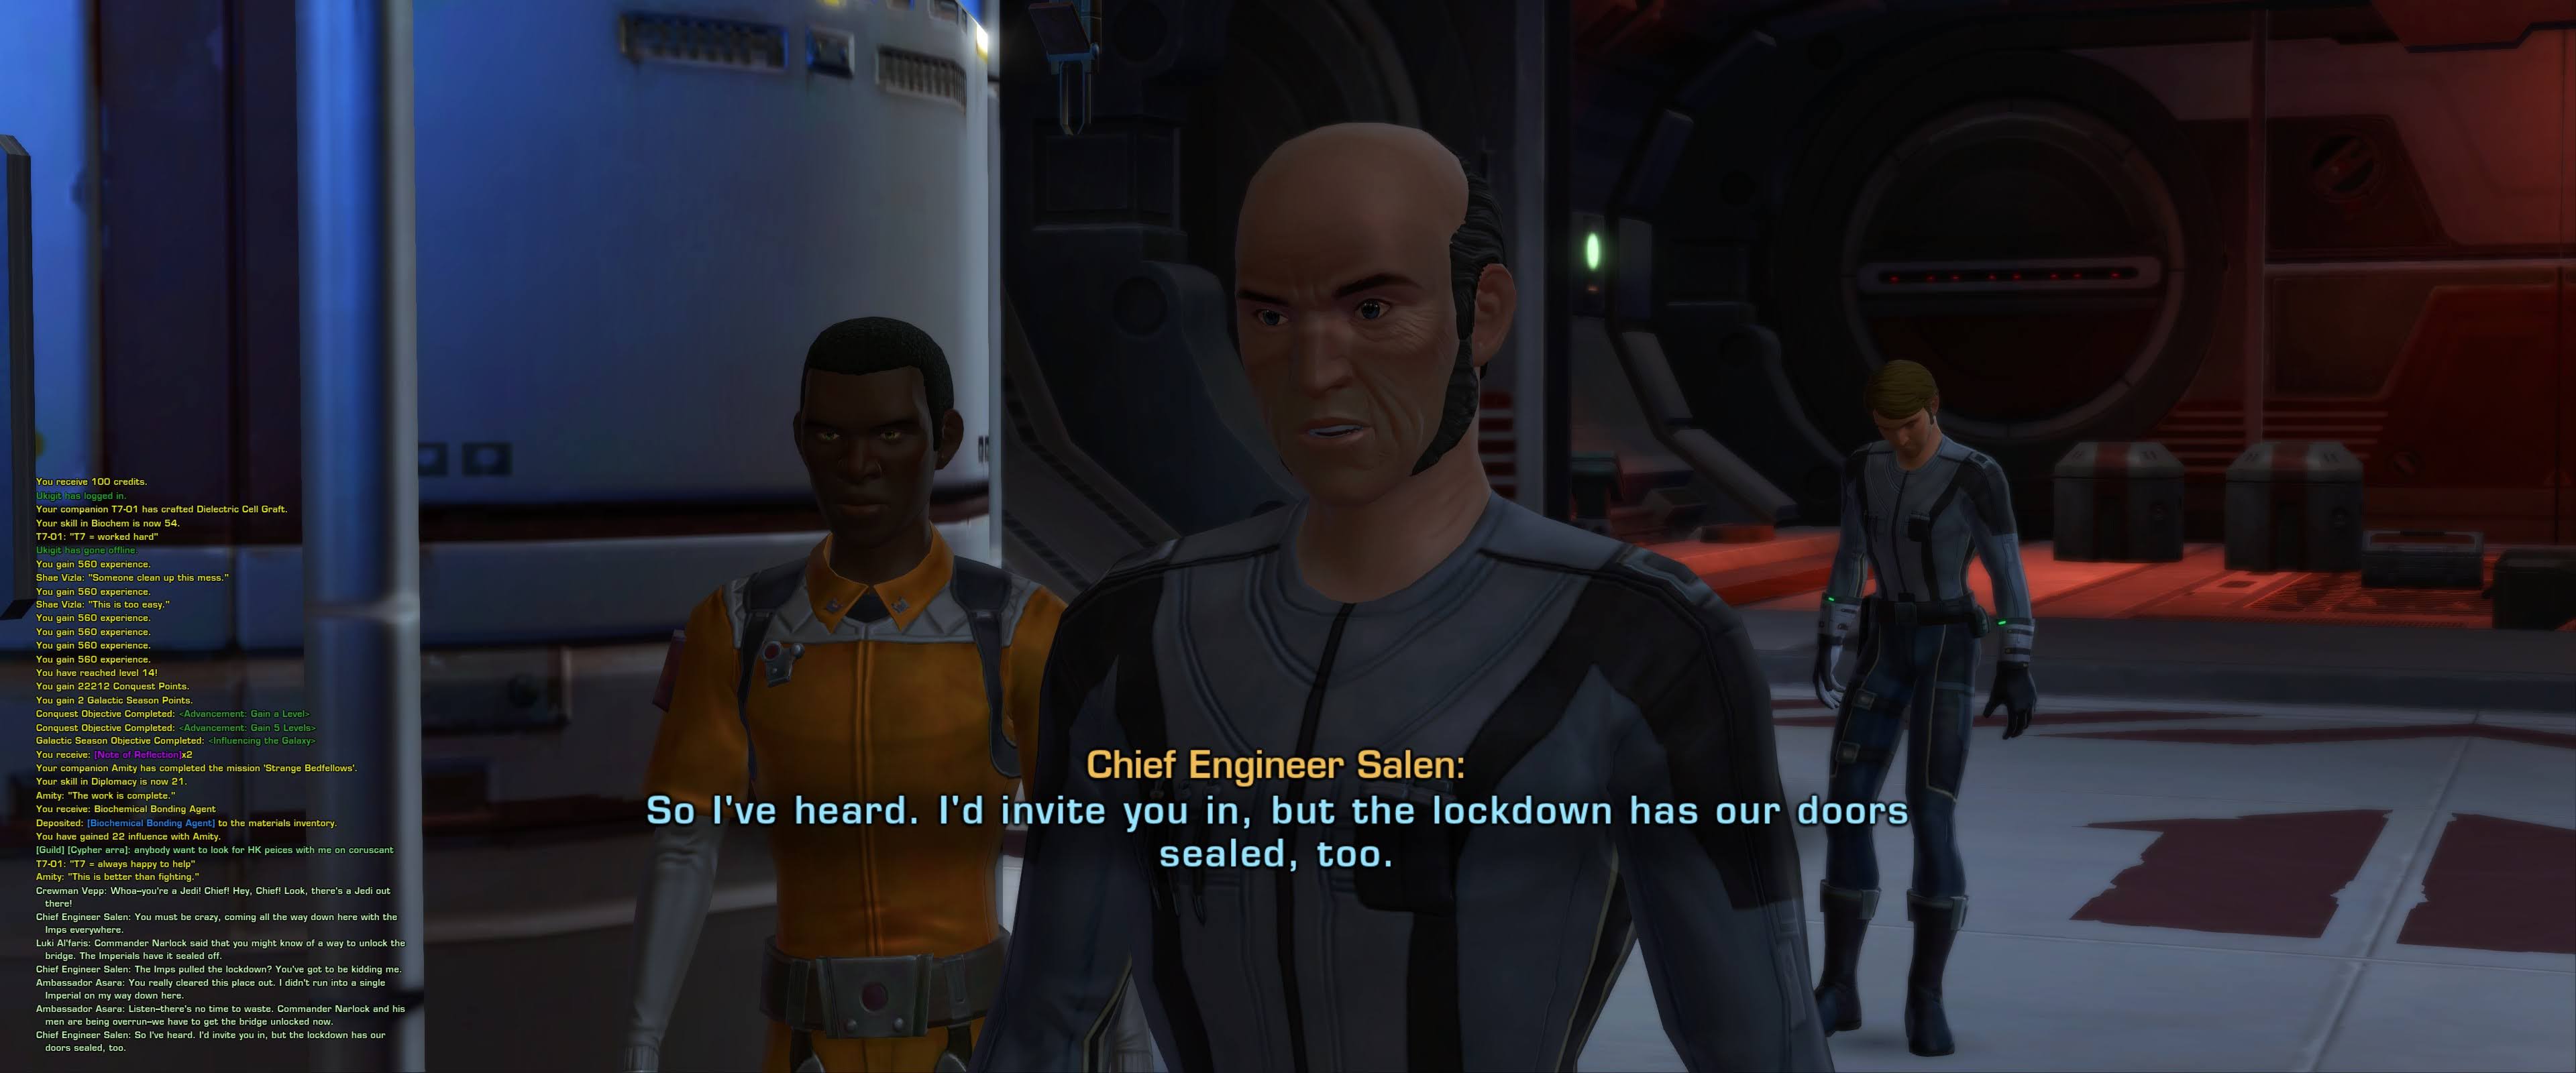 You receive 100 credits.
Ukigit has logged in.
Your companion T7-01 has crafted Dielectric Cell Graft.
Your skill in Biochem is now 54.
T7-01: "T7 = worked hard"
Ukigit has gone offline.
You gain 560 experience.
Shae Vizla: "Someone clean up this mess."
You gain 560 experience.
Shae Vizla: "This is too easy."
You gain 560 experience.
You gain 560 experience.
You gain 560 experience.
You gain 560 experience.
You have reached level 14!
You gain 22212 Conquest Points.
You gain 2 Galactic Season Points.
Conquest Objective Completed: <Advancement: Gain a Level>
Conquest Objective Completed: <Advancement: Gain 5 Levels>
Galactic Season Objective Completed: <Influencing the Galaxy>
You receive: [Note of Reflection]x2
Your companion Amity has completed the mission 'Strange Bedfellows'.
Your skill in Diplomacy is now 21.
Amity: "The work is complete."
You receive: Biochemical Bonding Agent
Deposited: [Biochemical Bonding Agent] to the materials inventory.
You have gained 22 influence with Amity.
[Guild] [Cypher arra]: anybody want to look for HK peices with me on coruscant
T7-01: "T7 = always happy to help"
Amity: "This is better than fighting."
Crewman Vepp: Whoa–you're a Jedi! Chief! Hey, Chief! Look, there's a Jedi out
there!
Chief Engineer Salen: You must be crazy, coming all the way down here with the
Imps everywhere.
Luki Al'faris: Commander Narlock said that you might know of a way to unlock the
bridge. The Imperials have it sealed off.
Chief Engineer Salen: The Imps pulled the lockdown? You've got to be kidding me.
Ambassador Asara: You really cleared this place out. I didn't run into a single
Imperial on my way down here.
Ambassador Asara: Listen–there's no time to waste. Commander Narlock and his
men are being overrun–we have to get the bridge unlocked now.
Chief Engineer Salen: So I've heard. I'd invite you in, but the lockdown has our
doors sealed, too.
Chief Engineer Salen:
So I've heard. I'd invite you in, but the lockdown has our doors
sealed, too.